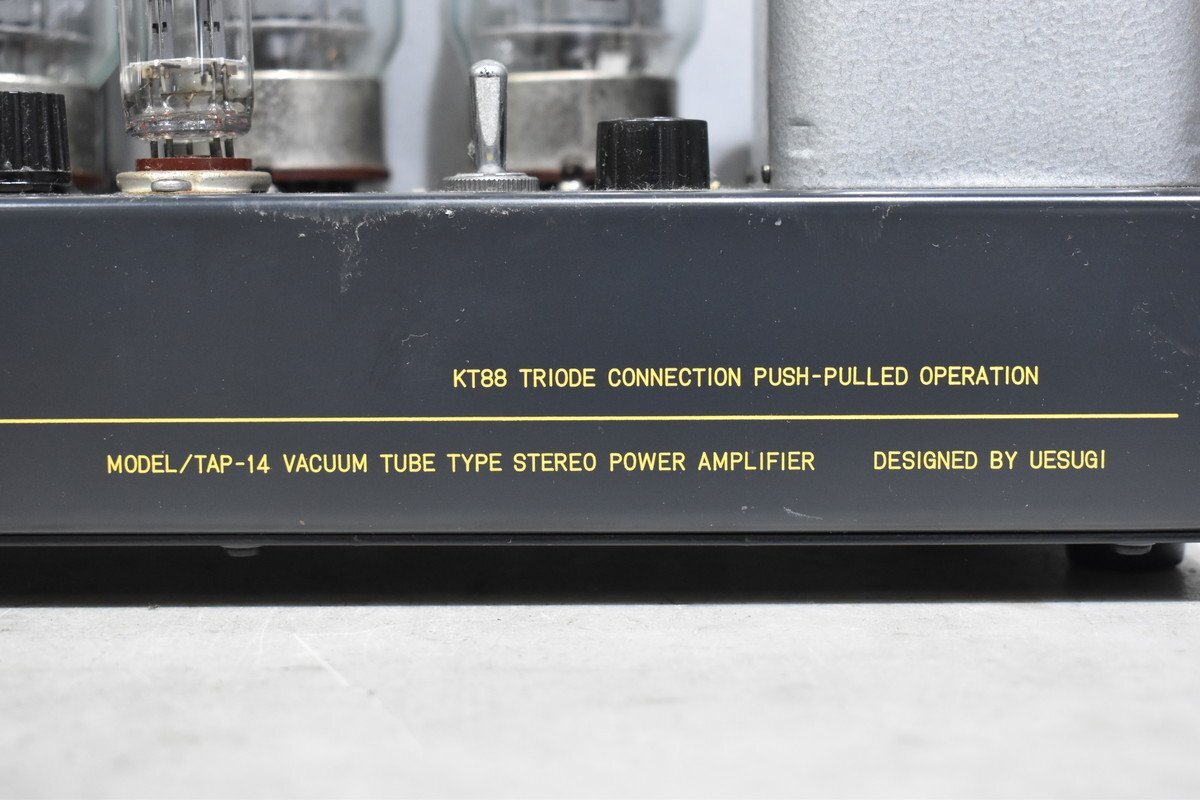 KT88 TRIODE CONNECTION PUSH-PULLED OPERATION
MODEL/TAP-14 VACUUM TUBE TYPE STEREO POWER AMPLIFIER DESIGNED BY UESUGI